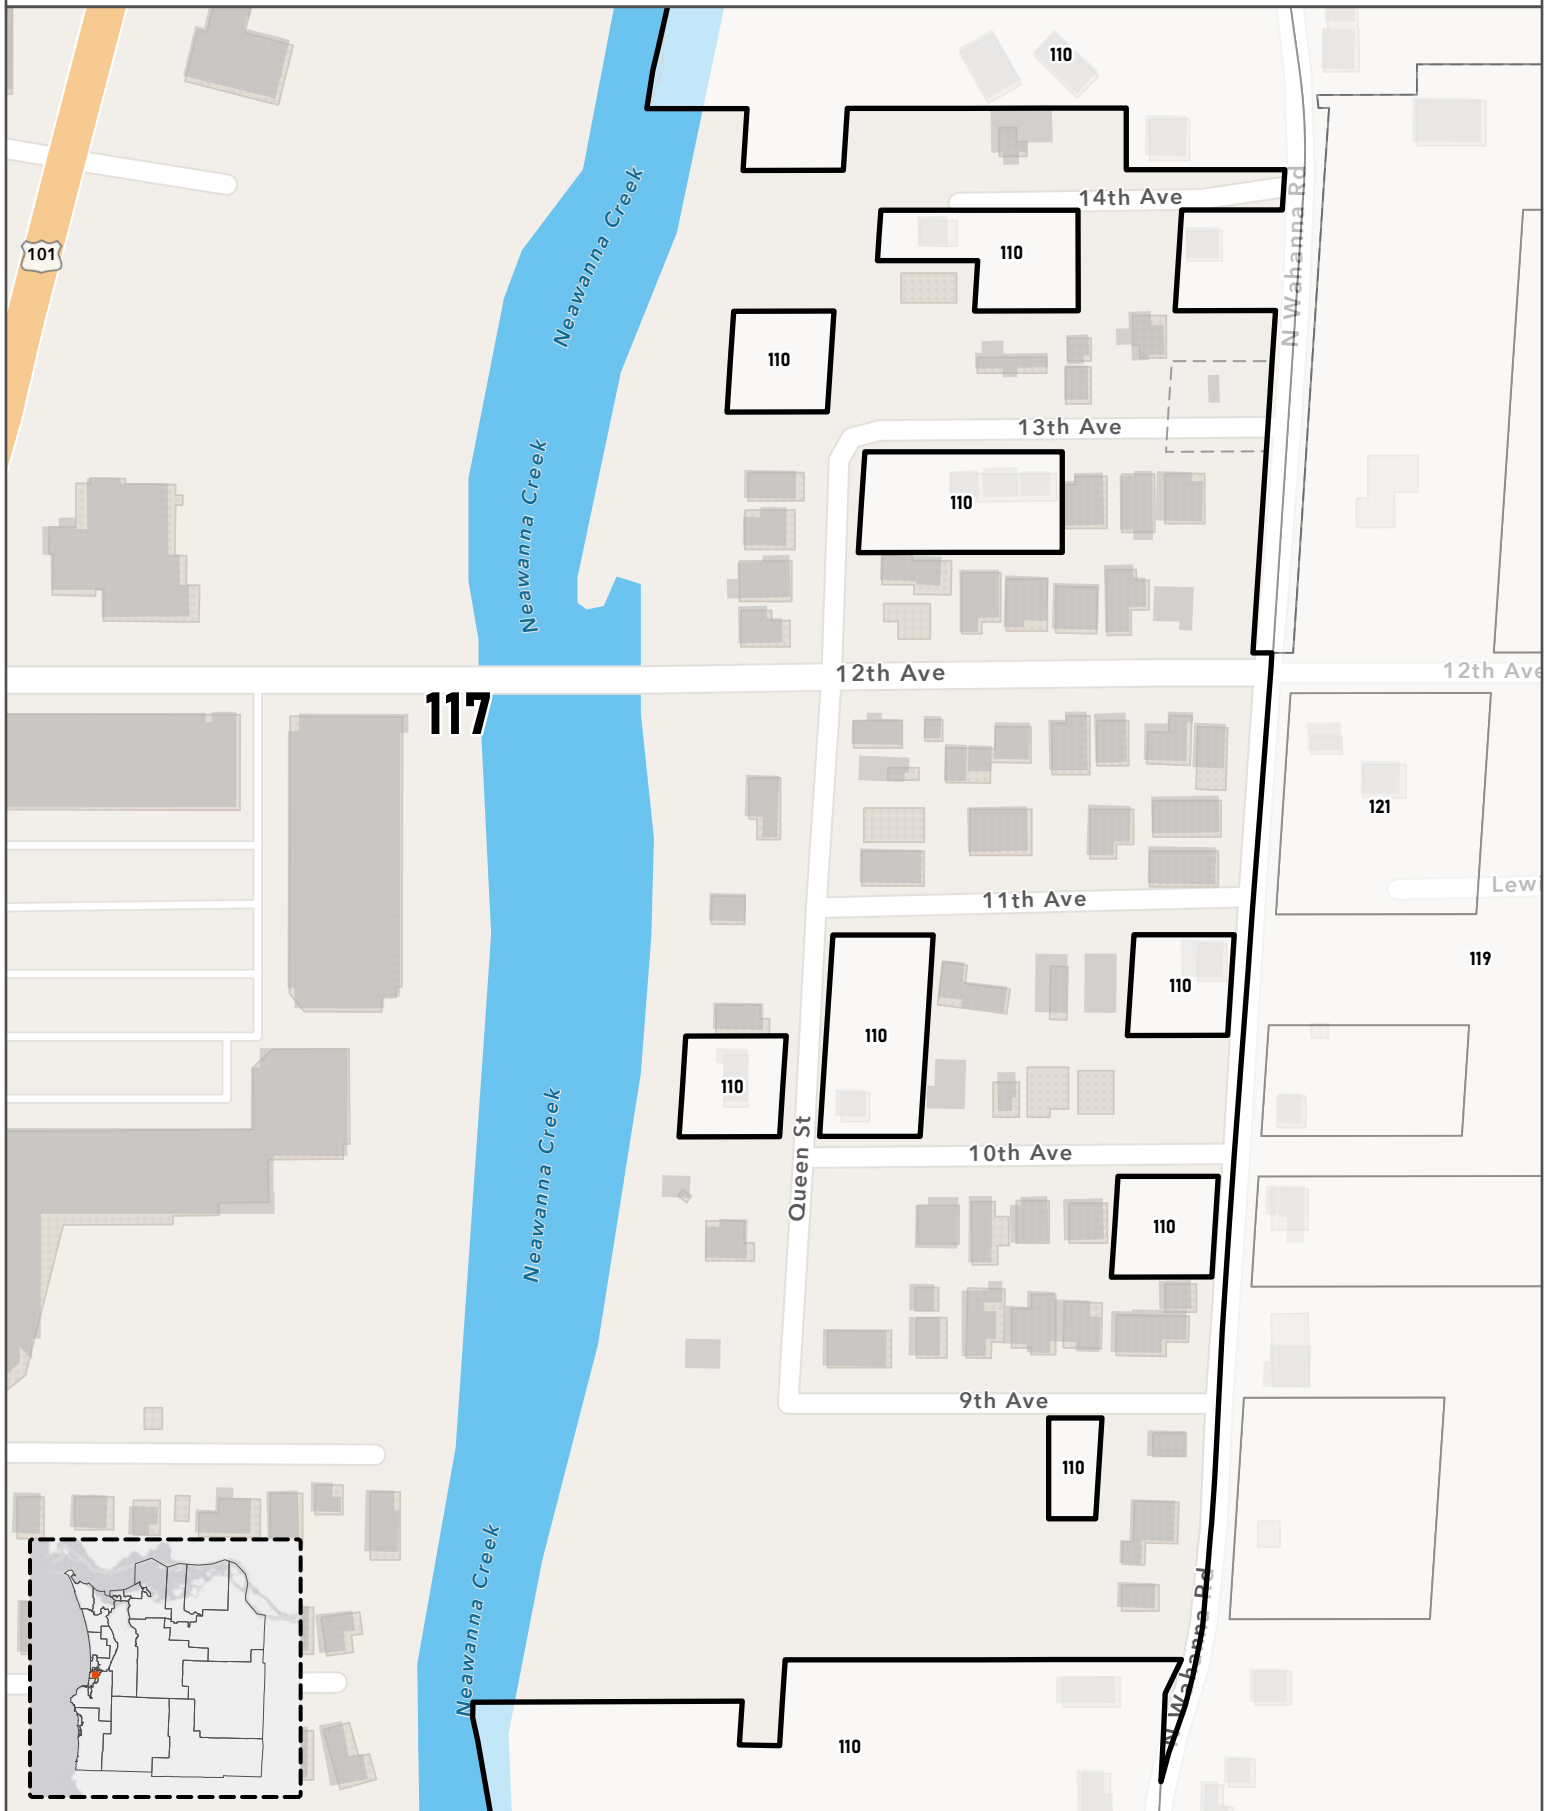 110
14th Ave
N Wahanna Rd
Neawanna Creek
101
110
110
13th Ave
Neawanna Creek
110
12th Ave
12th Ave
117
121
Lewi
11th Ave
119
110
110
110
Neawanna Creek
Queen St
10th Ave
110
9th Ave
110
Neawanna Creek
N Wahanna Rd
110